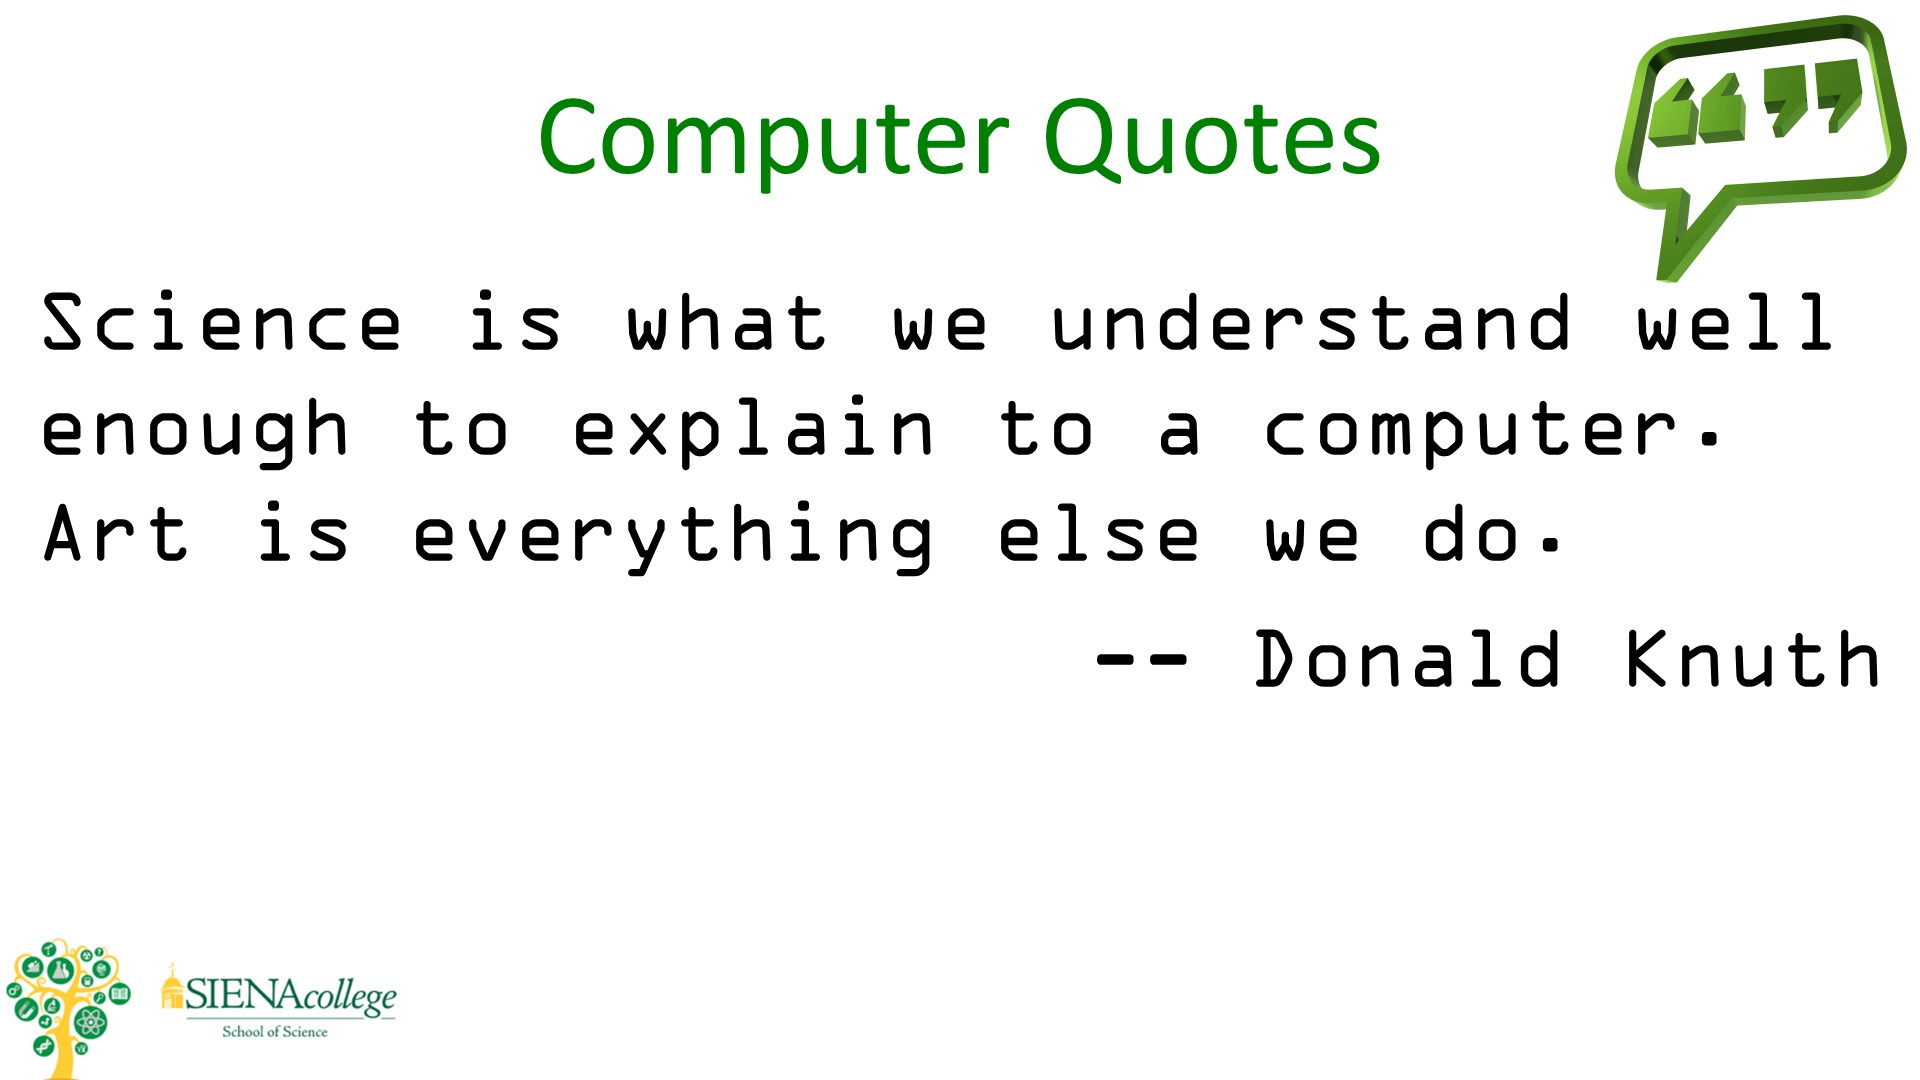 Computer Quotes
Science is what we understand well
enough to explain to a computer.
Art is everything else we do.
-- Donald Knuth
SIENAcollege
School of Science